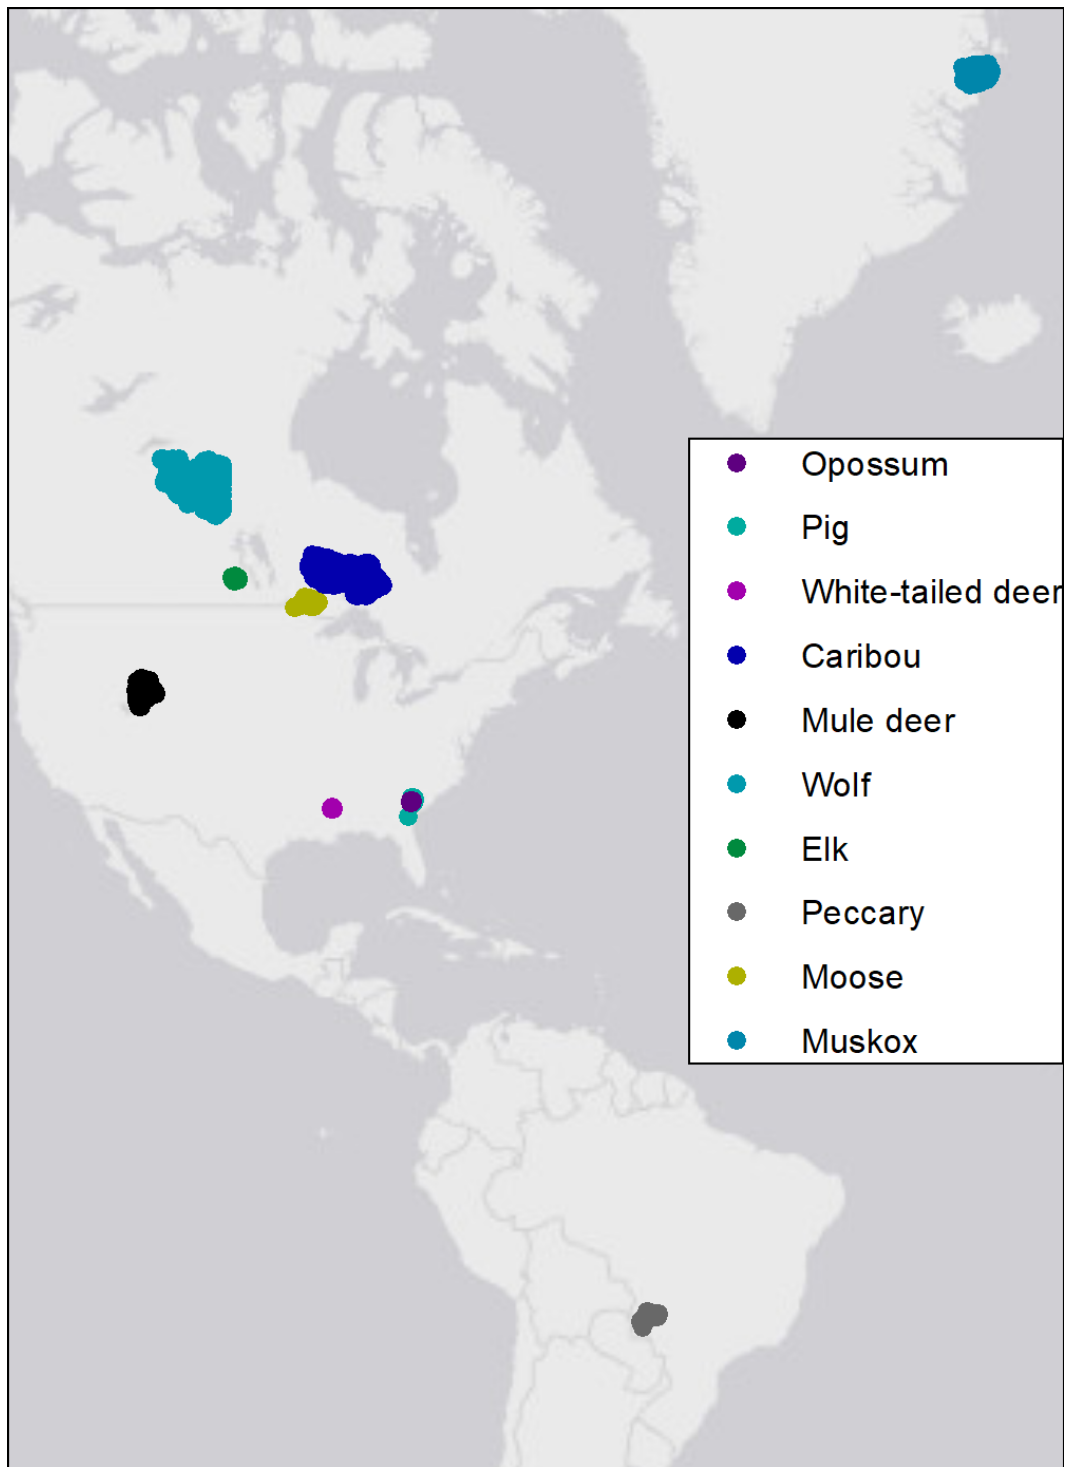 Opossum
Pig
White-tailed deer
Caribou
Mule deer
Wolf
Elk
Peccary
Moose
Muskox